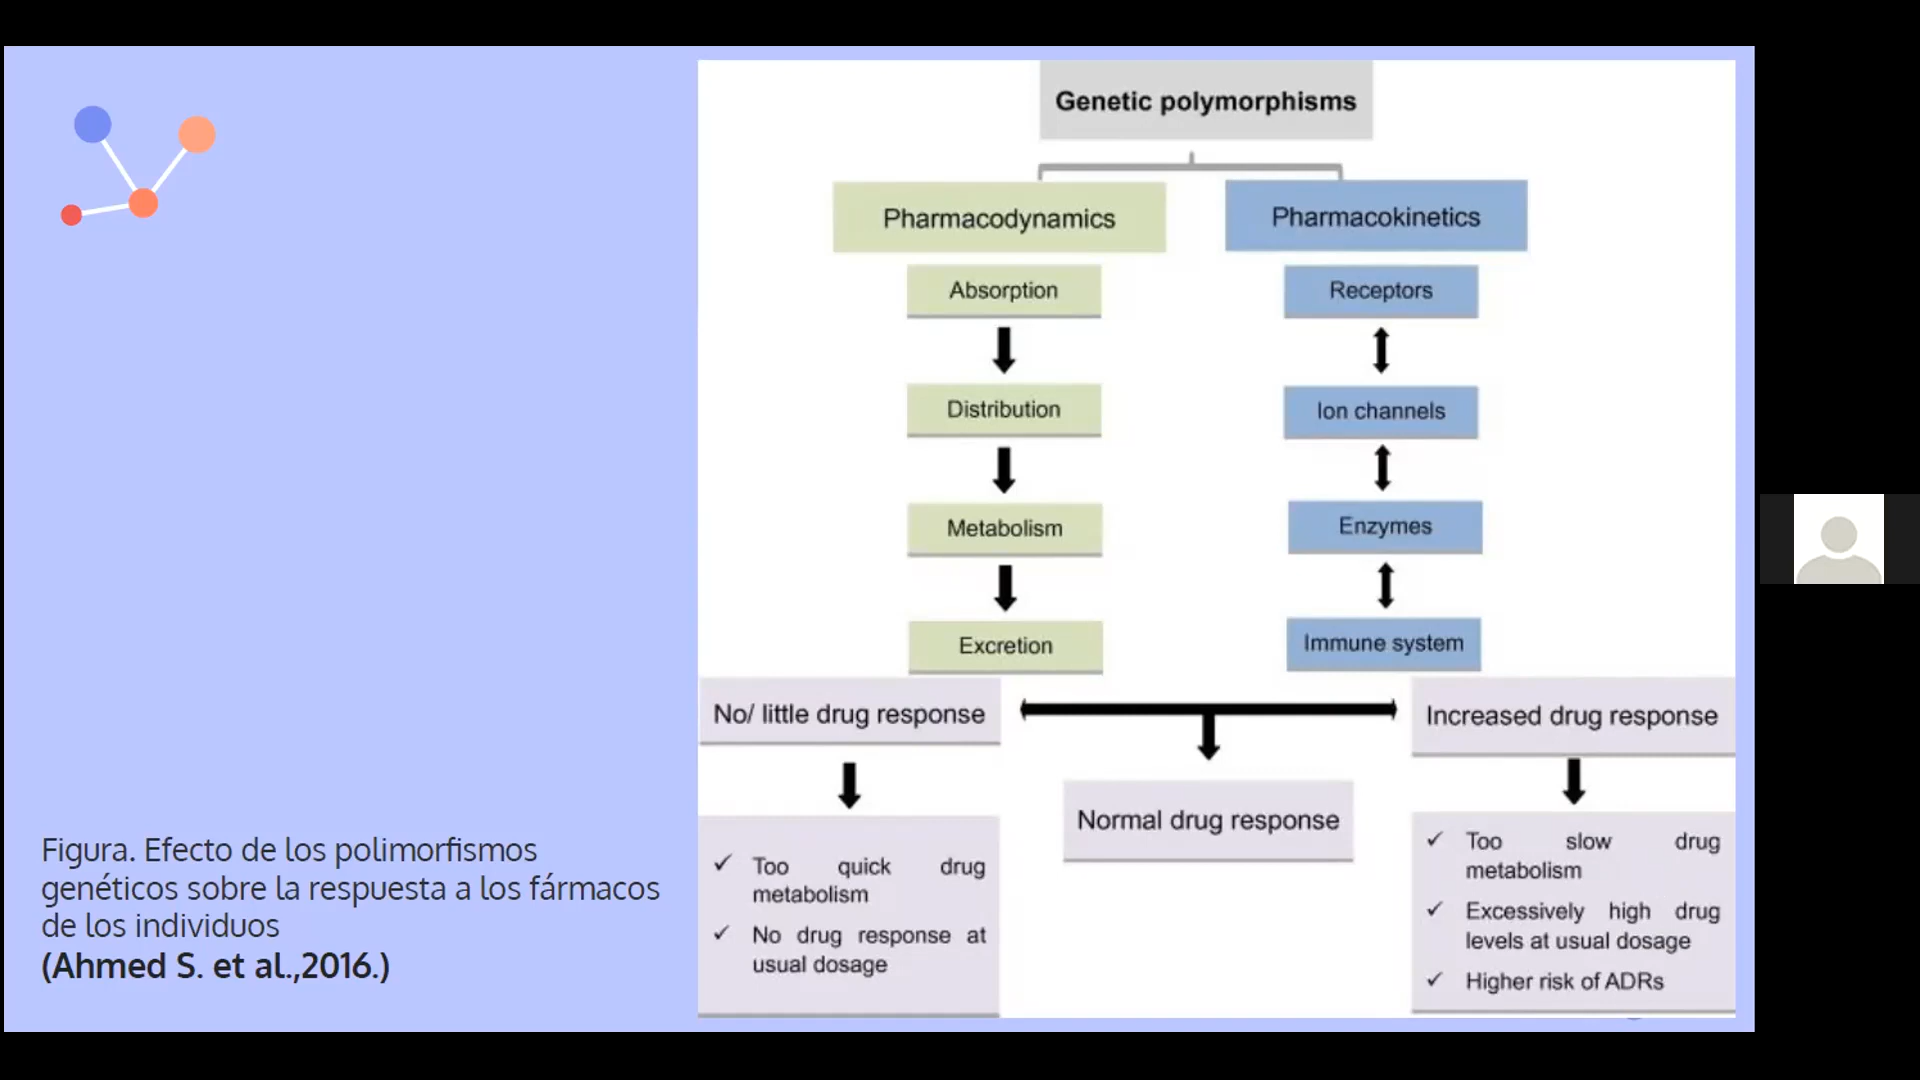 Genetic polymorphisms
Pharmacodynamics
Pharmacokinetics
Absorption
Receptors
Distribution
Ion channels
Metabolism
Enzymes
Excretion
Immune system
No/ little drug response
Increased drug response
Normal drug response
✓ Too quick drug
metabolism
✓ No drug response at
usual dosage
✓ Too slow drug
metabolism
✓ Excessively high drug
levels at usual dosage
✓ Higher risk of ADRs
Figura. Efecto de los polimorfismos
genéticos sobre la respuesta a los fármacos
de los individuos
(Ahmed S. et al.,2016.)